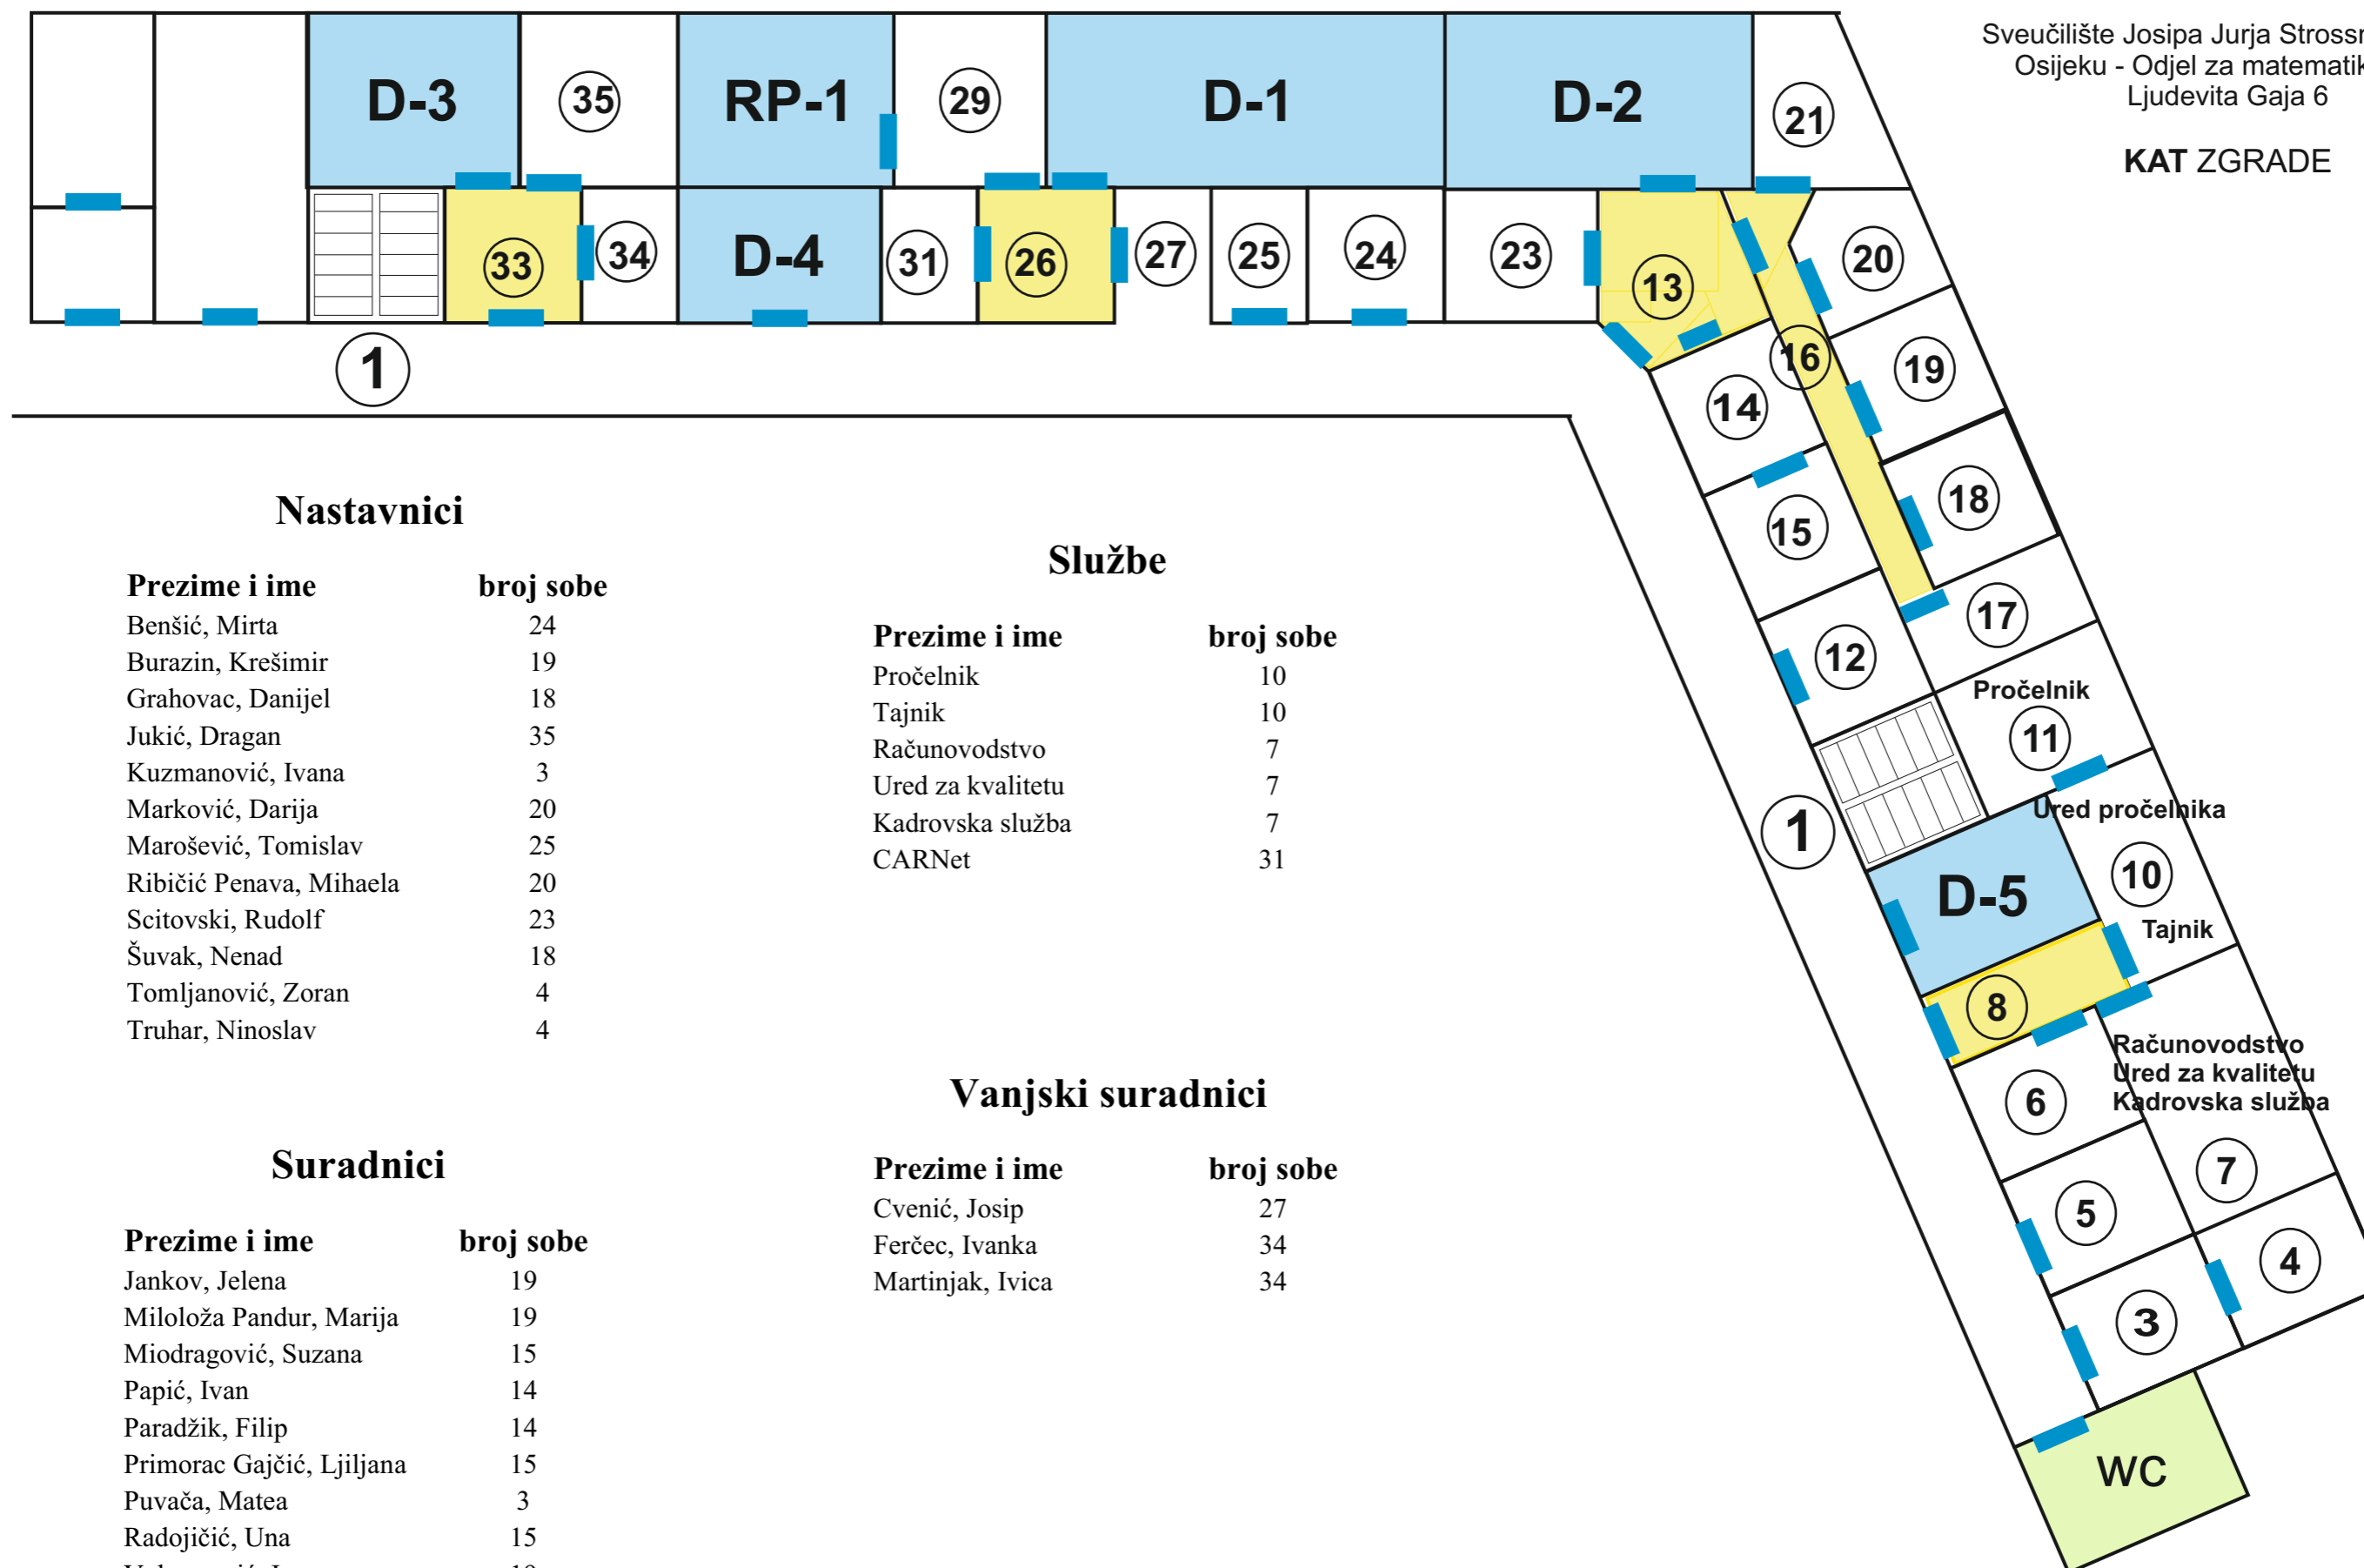 Sveučilište Josipa Jurja
Osijeku - Odjel za
Ljudevita Gaja 6
KAT ZGRADE
D-3
35
RP-1
29
D-1
D-2
21
33
34
D-4
31
26
27
25
24
23
13
20
1
16
19
14
18
15
17
12
Pročelnik
11
Ured pročelnika
1
10
D-5
Tajnik
8
Računovodstvo
Ured za kvalitetu
Kadrovska služba
6
7
5
4
3
WC
Nastavnici
Prezime i ime broj sobe
Benšić, Mirta 24
Burazin, Krešimir 19
Grahovac, Danijel 18
Jukić, Dragan 35
Kuzmanović, Ivana 3
Marković, Darija 20
Marošević, Tomislav 25
Ribičić Penava, Mihaela 20
Scitovski, Rudolf 23
Šuvak, Nenad 18
Tomljanović, Zoran 4
Truhar, Ninoslav 4
Suradnici
Prezime i ime broj sobe
Jankov, Jelena 19
Miloloža Pandur, Marija 19
Miodragović, Suzana 15
Papić, Ivan 14
Paradžik, Filip 14
Primorac Gajčić, Ljiljana 15
Puvača, Matea 3
Radojičić, Una 15
Službe
Prezime i ime broj sobe
Pročelnik 10
Tajnik 10
Računovodstvo 7
Ured za kvalitetu 7
Kadrovska služba 7
CARNet 31
Vanjski suradnici
Prezime i ime broj sobe
Cvenić, Josip 27
Ferčec, Ivanka 34
Martinjak, Ivica 34